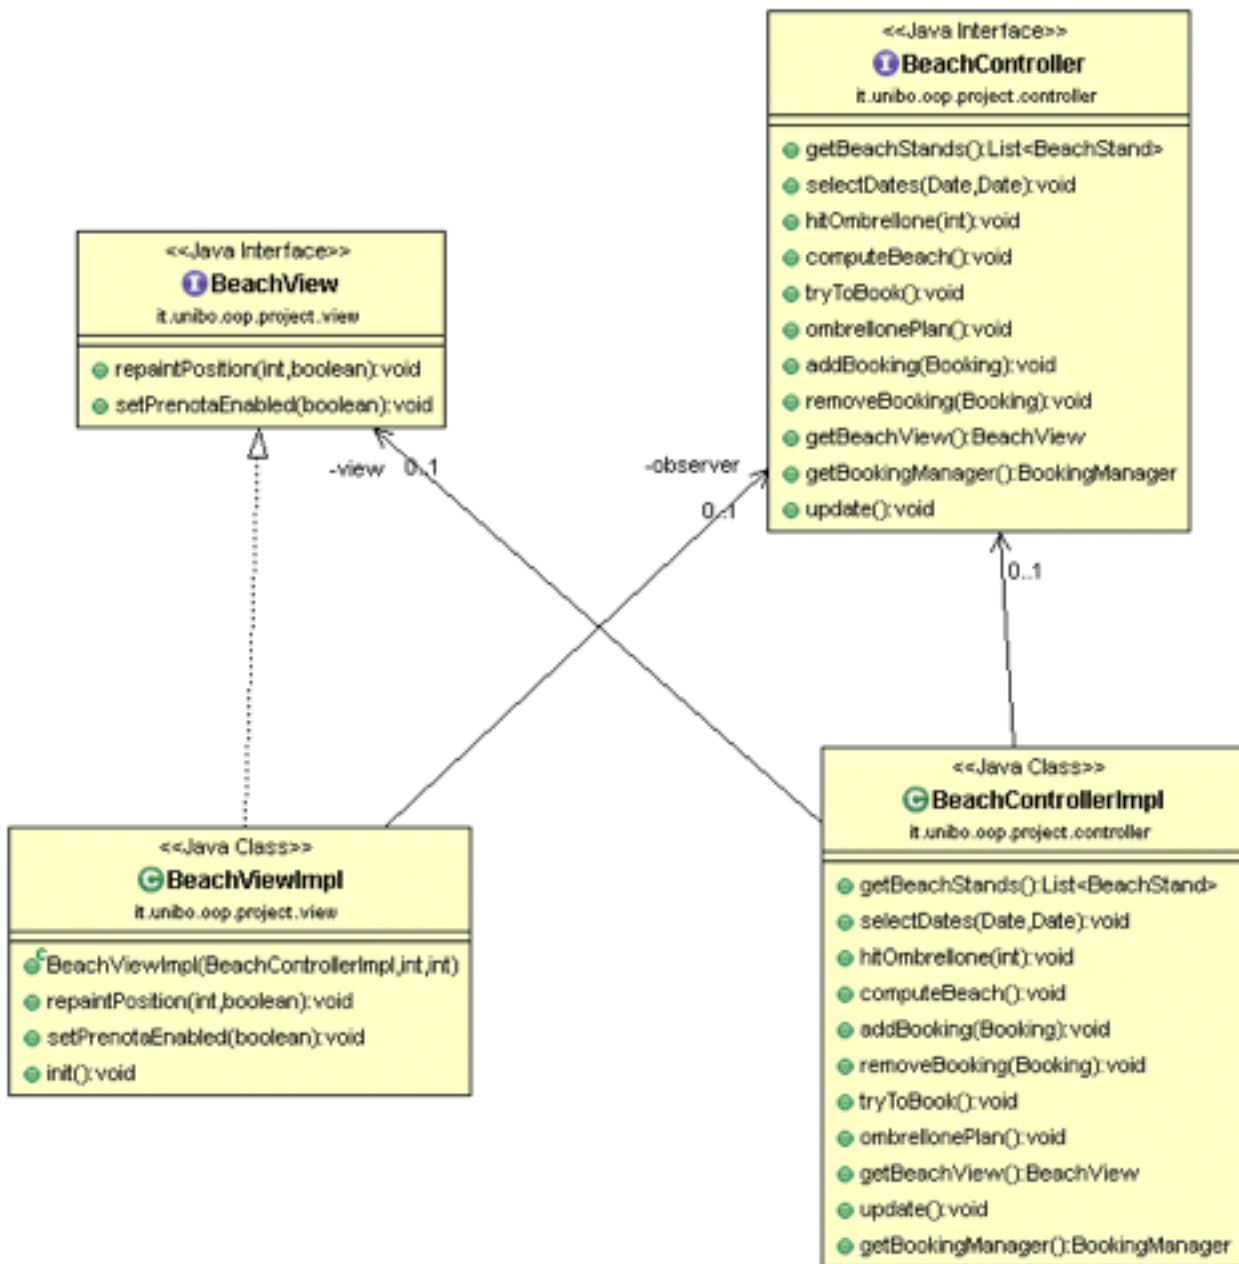 <<Java Interface>>
BeachController
it.unibo.oop.project.controller
getBeachStands():List<BeachStand>
selectDates(Date,Date):void
hitOmbrellone(int):void
computeBeach():void
tryToBook():void
ombrellonePlan():void
addBooking(Booking):void
removeBooking(Booking):void
getBeachView():BeachView
getBookingManager():BookingManager
update():void
<<Java Interface>>
BeachView
it.unibo.oop.project.view
repaintPosition(int,boolean):void
setPrenotaEnabled(boolean):void
-view 0..1
-observer
0..1
0..1
<<Java Class>>
BeachViewImpl
it.unibo.oop.project.view
BeachViewImpl(BeachControllerImpl,int,int)
repaintPosition(int,boolean):void
setPrenotaEnabled(boolean):void
init():void
<<Java Class>>
BeachControllerImpl
it.unibo.oop.project.controller
getBeachStands():List<BeachStand>
selectDates(Date,Date):void
hitOmbrellone(int):void
computeBeach():void
addBooking(Booking):void
removeBooking(Booking):void
tryToBook():void
ombrellonePlan():void
getBeachView():BeachView
update():void
getBookingManager():BookingManager